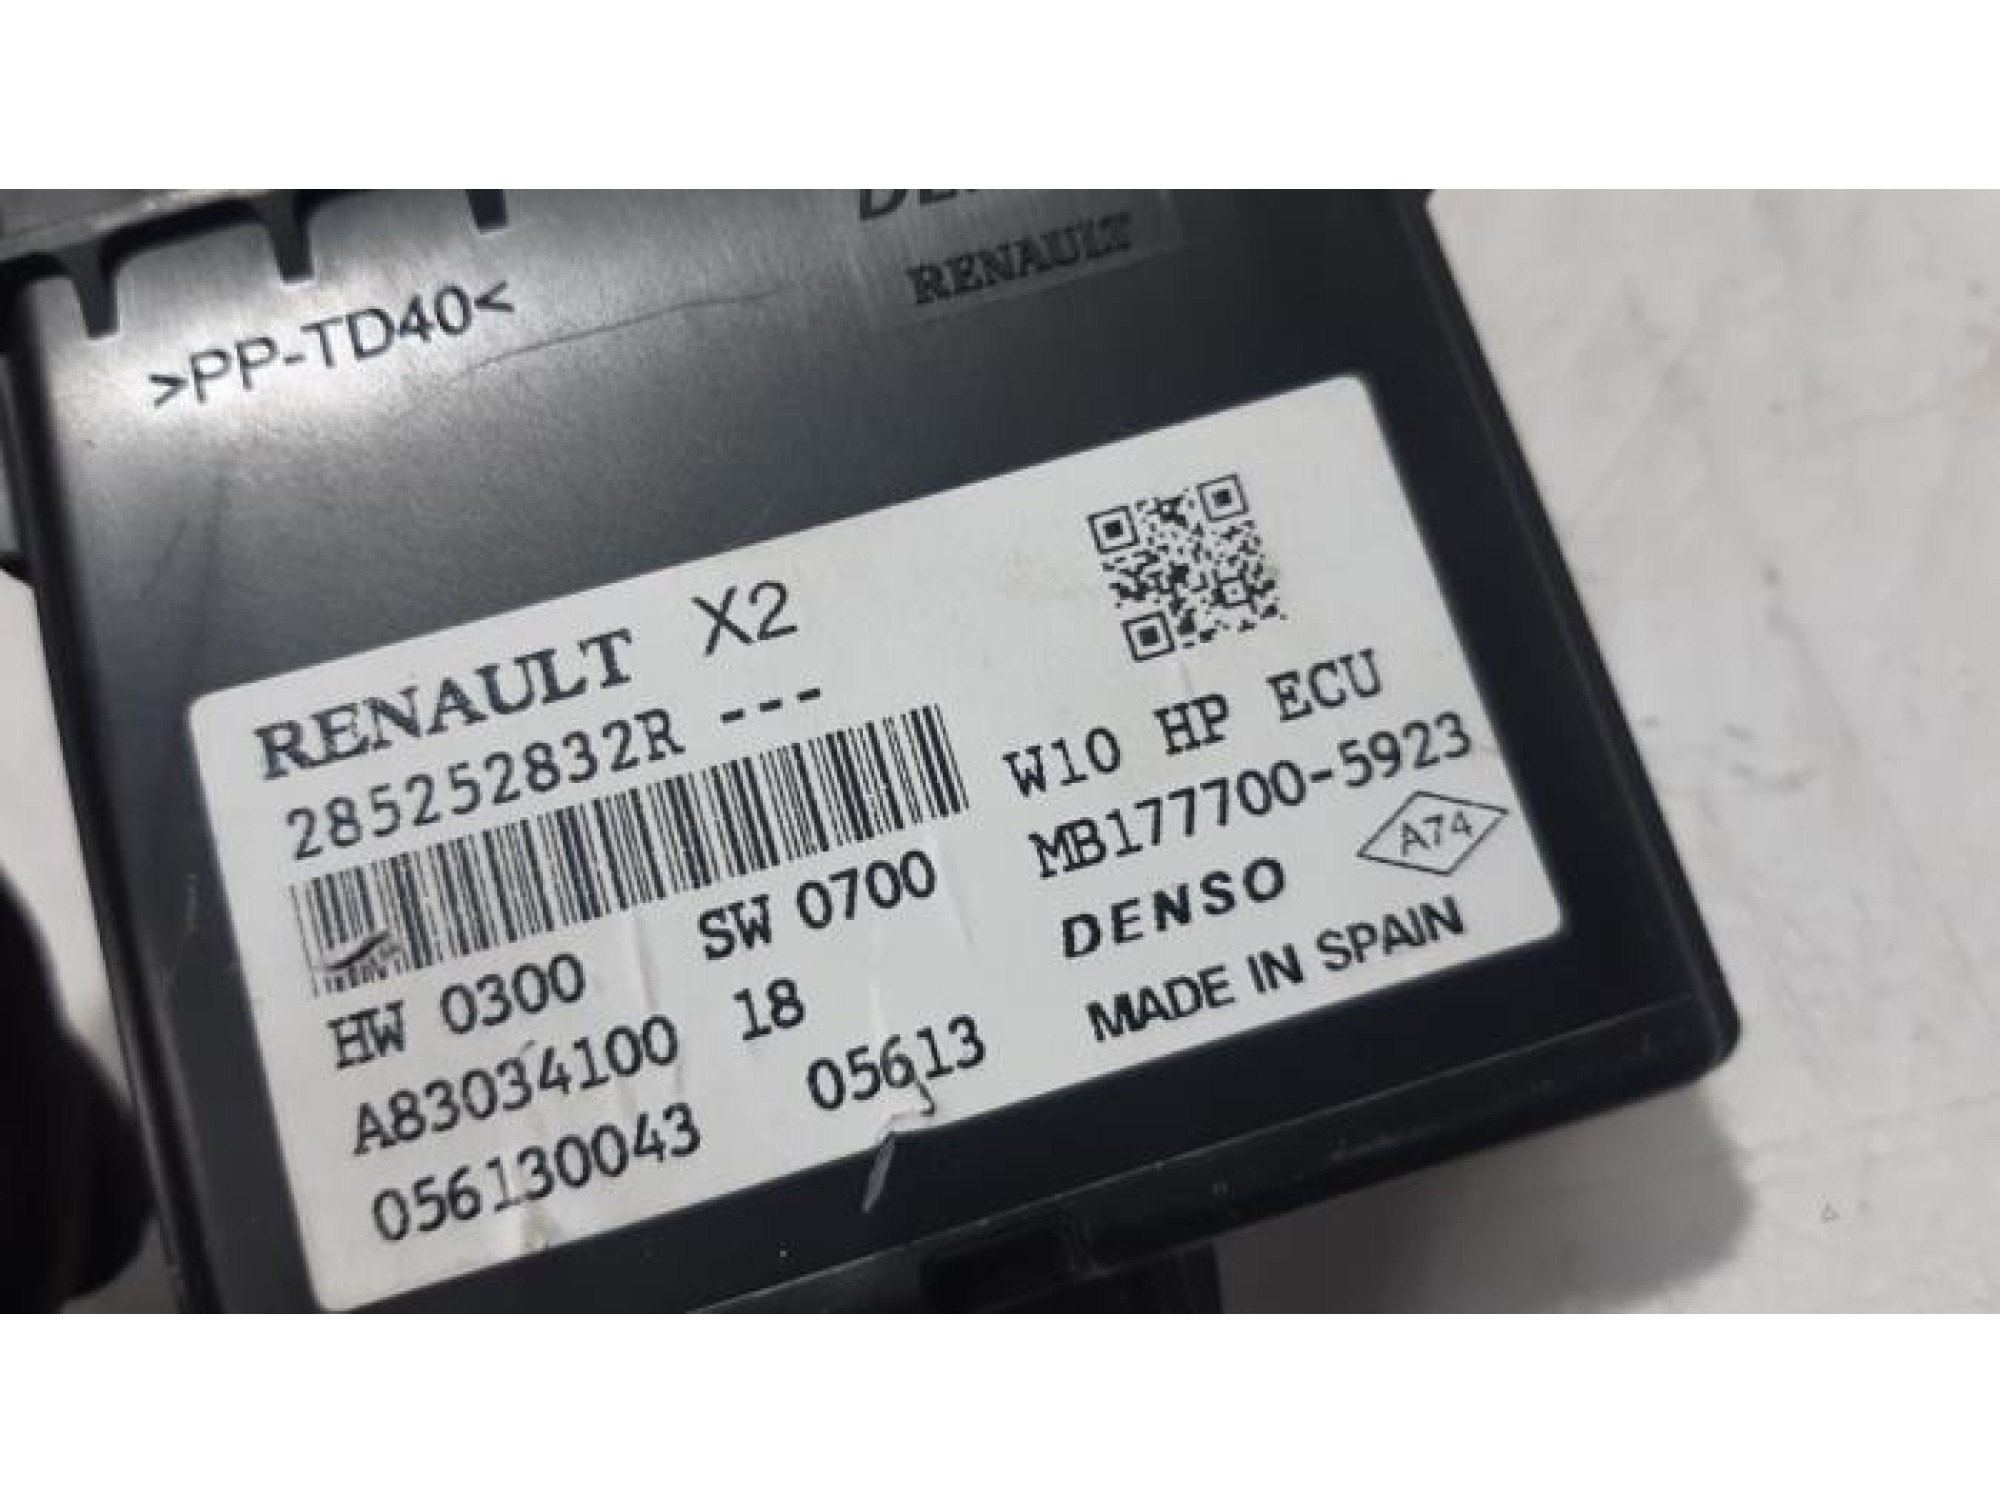 RENAULT
>PP-TD40<
RENAULT X2
285252832R ---
W10 HP ECU
MB177700-5923
HW 0300 SW 0700
DENSO A74
A83034100 18
MADE IN SPAIN
056130043 05613